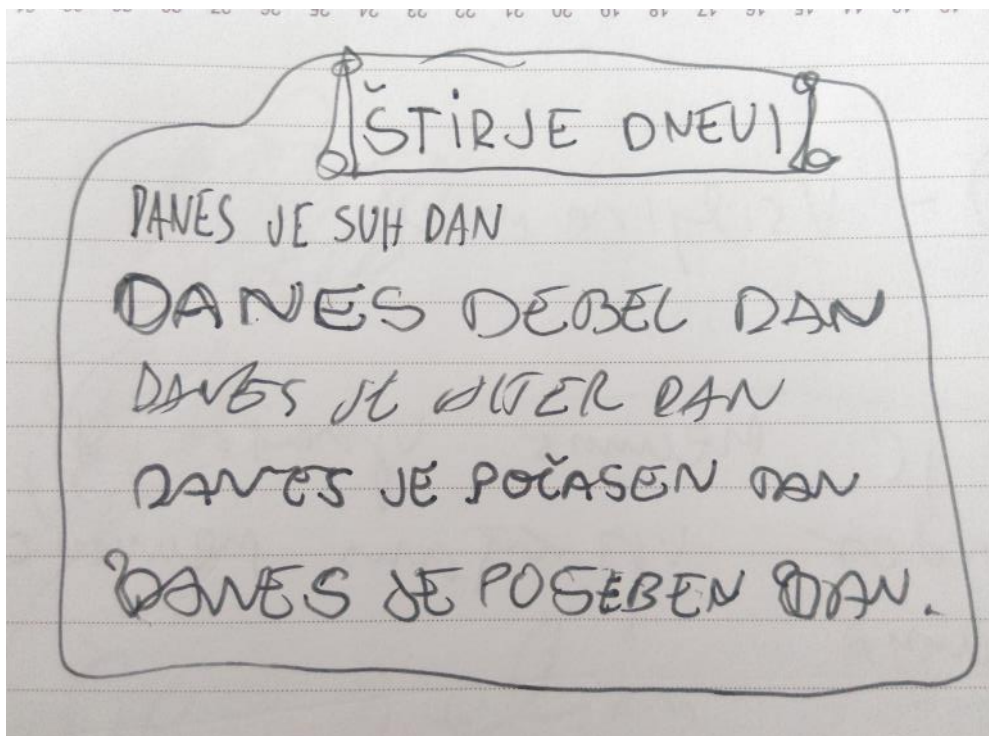 ŠTIRJE DNEVI
DANES JE SUH DAN
DANES DEBEL DAN
DANES JE HITER DAN
DANES JE POČASEN DAN
DANES JE POSEBEN DAN.